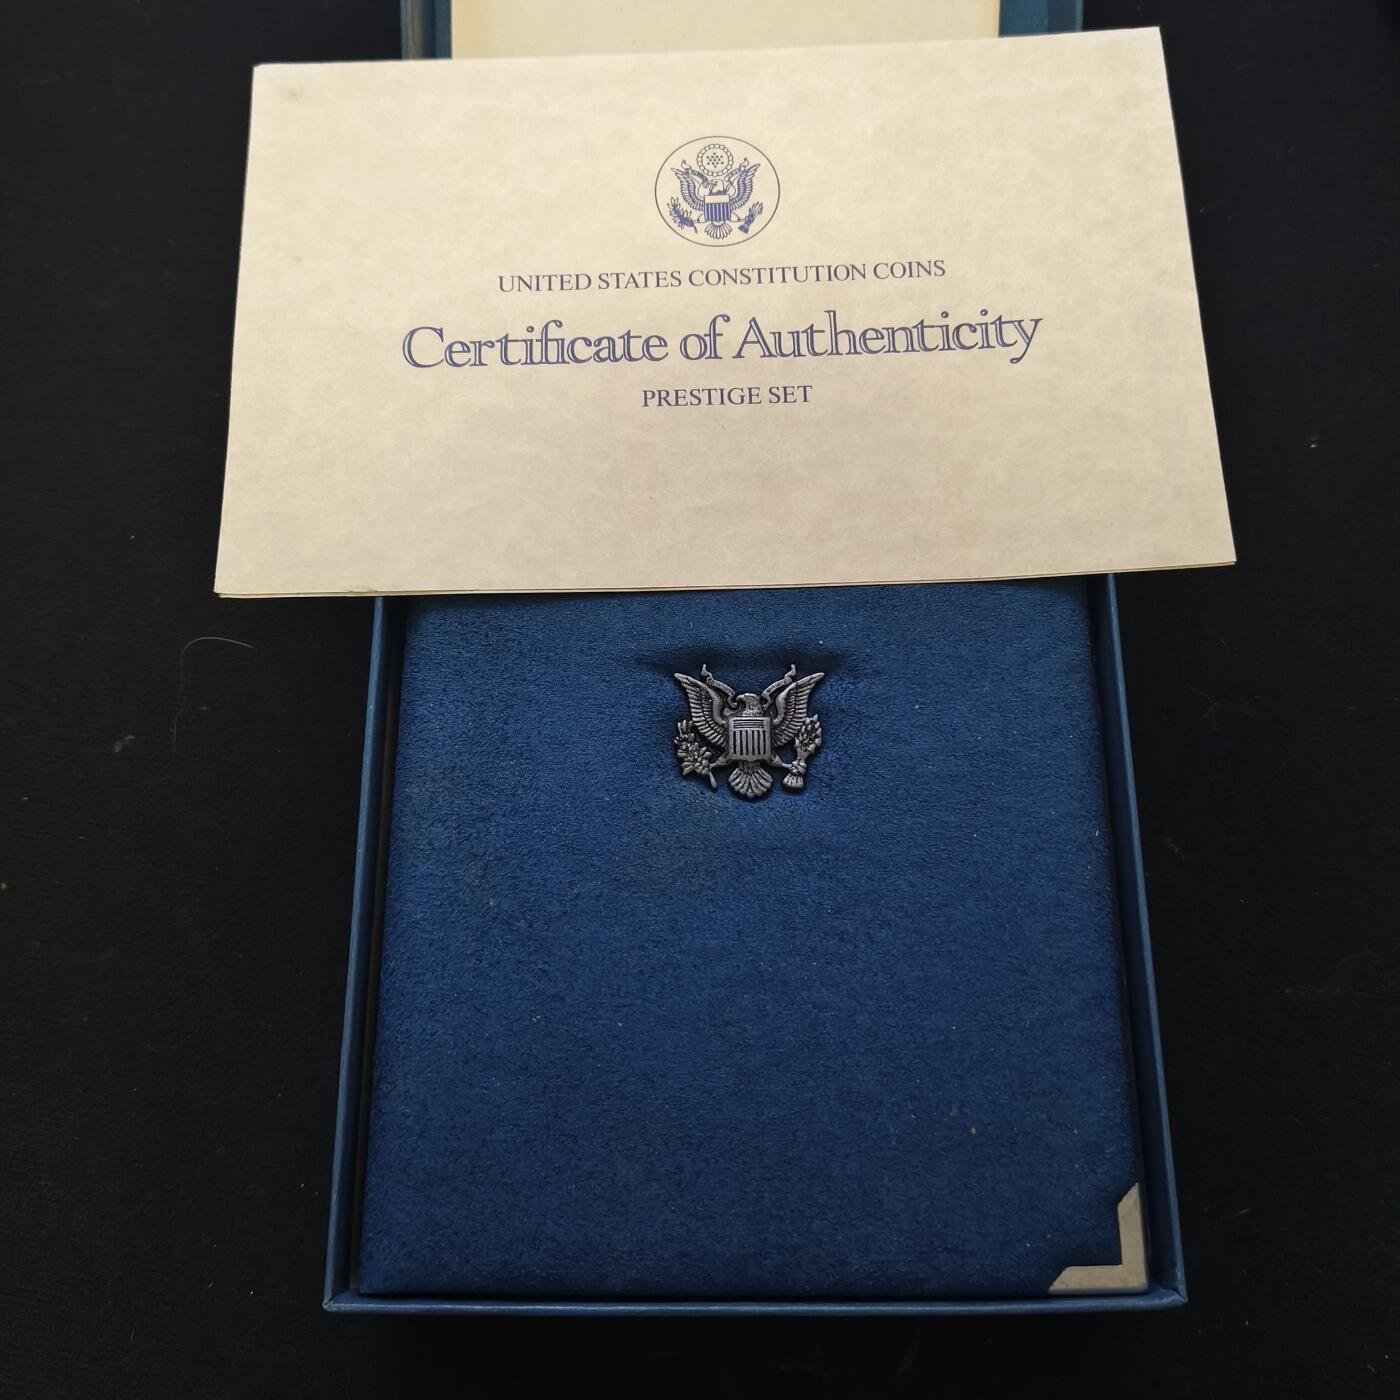 UNITED STATES CONSTITUTION COINS
Certificate of Authenticity
PRESTIGE SET